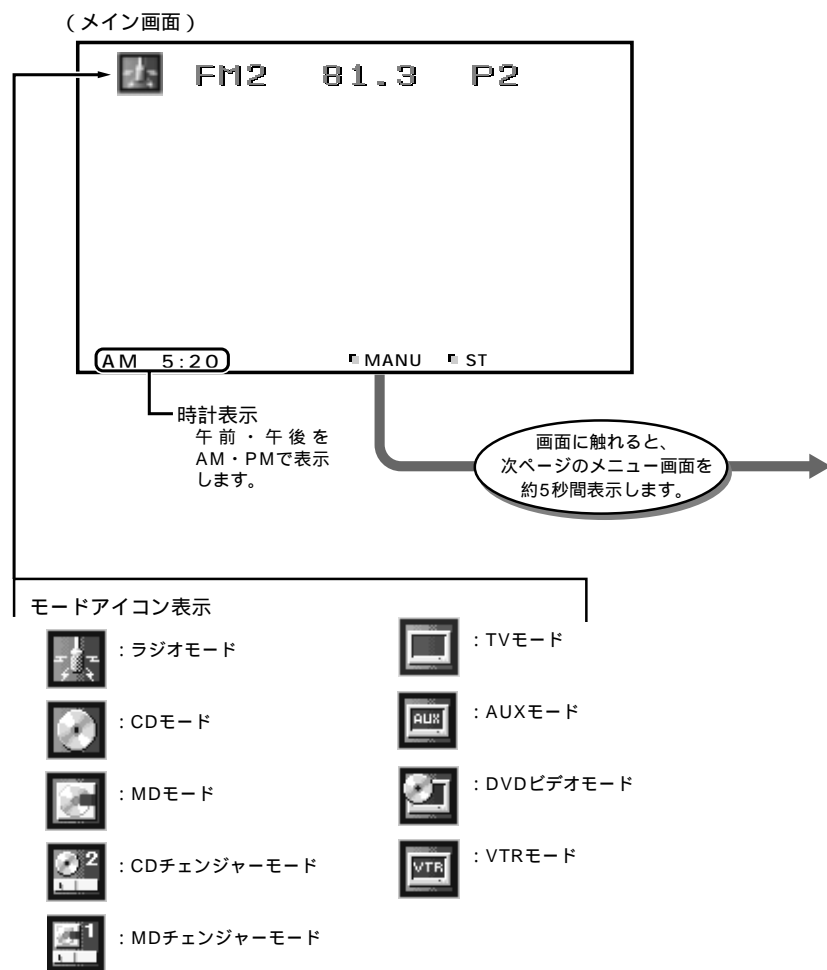 (メイン画面)
FM2 81.3 P2
AM 5:20 MANU ST
時計表示
午前・午後を
AM・PMで表示
します。
画面に触れると、
次ページのメニュー画面を
約5秒間表示します。
モードアイコン表示
:ラジオモード
:CDモード
:MDモード
2
:CDチェンジャーモード
1
:MDチェンジャーモード
:TVモード
AUX
:AUXモード
:DVDビデオモード
VTR
:VTRモード